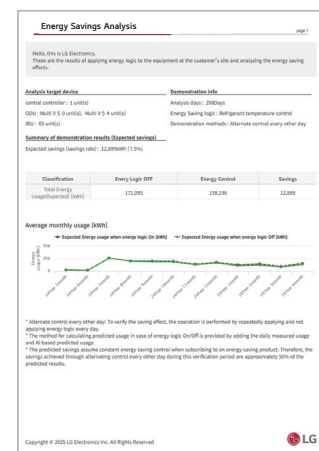 Energy Savings Analysis
page 1
Hello, this is LG Electronics.
These are the results of applying energy logic to the equipment at the customer's site and analyzing the energy saving
effects.
Analysis target device
central controller : 1 unit(s)
ODU : Multi V S 0 unit(s), Multi V 5 4 unit(s)
IDU : 65 unit(s)
Demonstration info
Analysis days : 298Days
Energy Saving logic : Refrigerant temperature control
Demonstration methods : Alternate control every other day
Summary of demonstration results (Expected savings)
Expected savings (savings rate) : 12,899kWh (7.5%)
Classification Enery Logic OFF Energy Control Savings
Total Energy
Usage(Expected) [kWh] 171,095 158,196 12,899
Average monthly usage [kWh]
Expected Energy usage when energy logic On [kWh] Expected Energy usage when energy logic Off [kWh]
Energy
usage [kWh]
50k
25k
0
* Alternate control every other day: To verify the saving effect, the operation is performed by repeatedly applying and not
applying energy logic every day.
* The method for calculating predicted usage in case of energy logic On/Off is provided by adding the daily measured usage
and AI-based predicted usage.
* The predicted savings assume constant energy saving control when subscribing to an energy-saving product. Therefore, the
savings achieved through alternating control every other day during this verification period are approximately 50% of the
predicted results.
Copyright © 2025 LG Electronics Inc. All Rights Reserved
LG